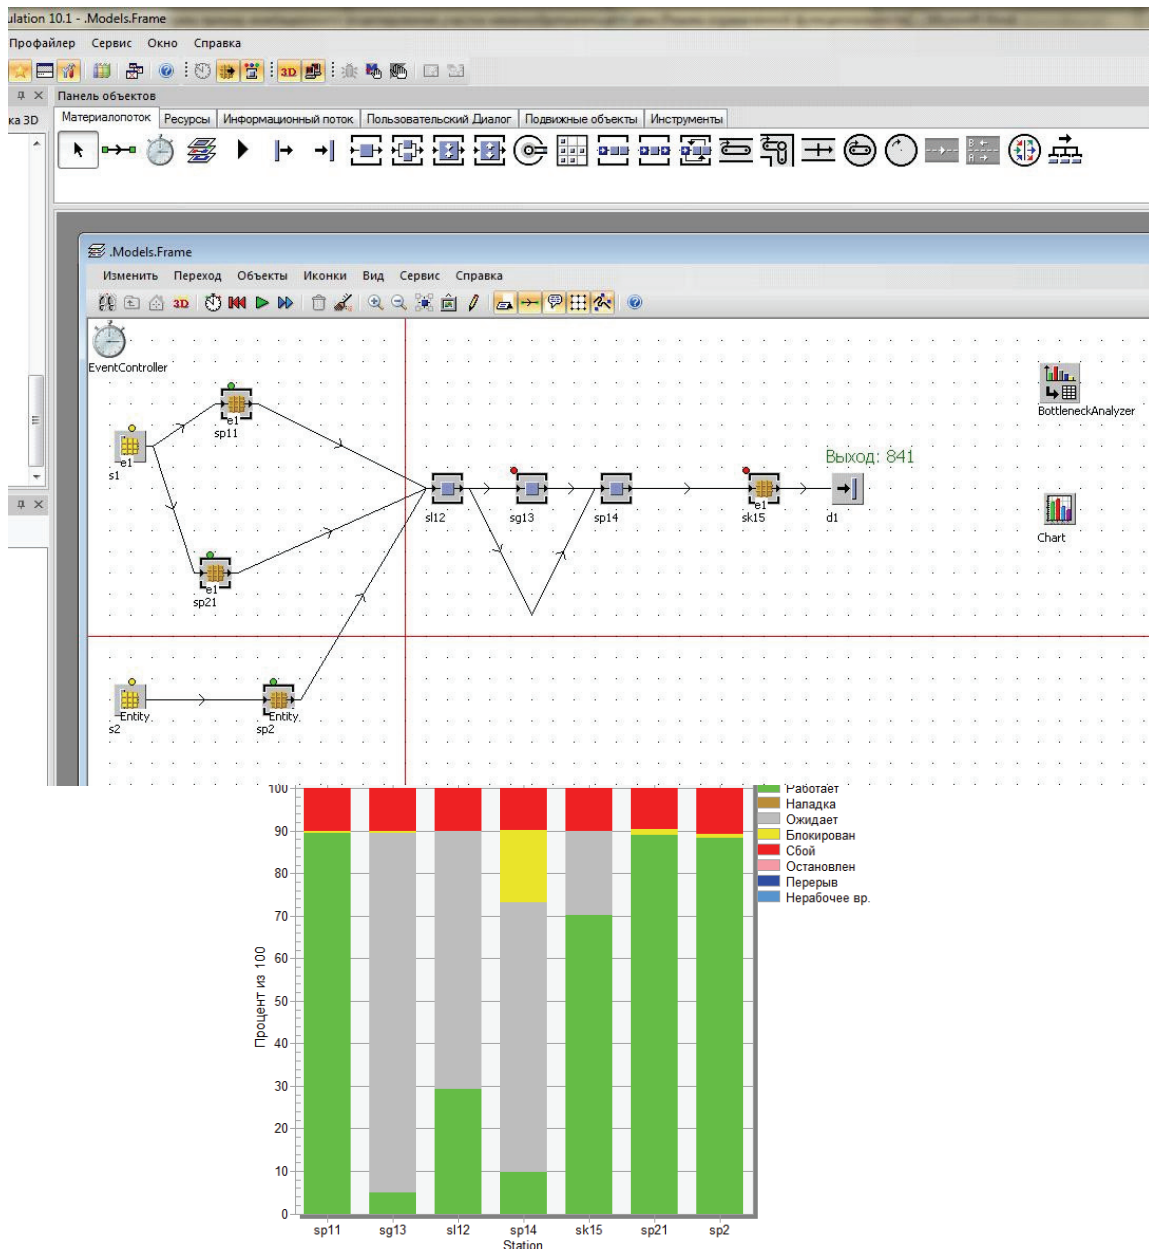 ulation 10.1 - .Models.Frame
Профайлер Сервис Окно Справка
3D
Панель объектов
ка 3D
Материалопоток Ресурсы Информационный поток Пользовательский Диалог Подвижные объекты Инструменты
.Models.Frame
Изменить Переход Объекты Иконки Вид Сервис Справка
3D
EventController
e1
sp11
e1
s1
BottleneckAnalyzer
Выход: 841
sl12
sg13
sp14
e1
sk15
d1
Chart
e1
sp21
Entity
s2
Entity
sp2
100
90
80
70
60
50
40
30
20
10
0
Процент из 100
sp11 sg13 sl12 sp14 sk15 sp21 sp2
Station
Работает
Наладка
Ожидает
Блокирован
Сбой
Остановлен
Перерыв
Нерабочее вр.